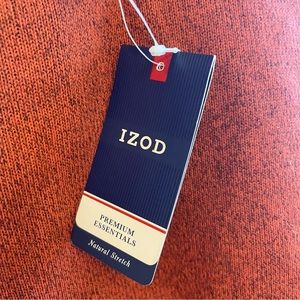 IZOD
PREMIUM
ESSENTIALS
Natural Stretch